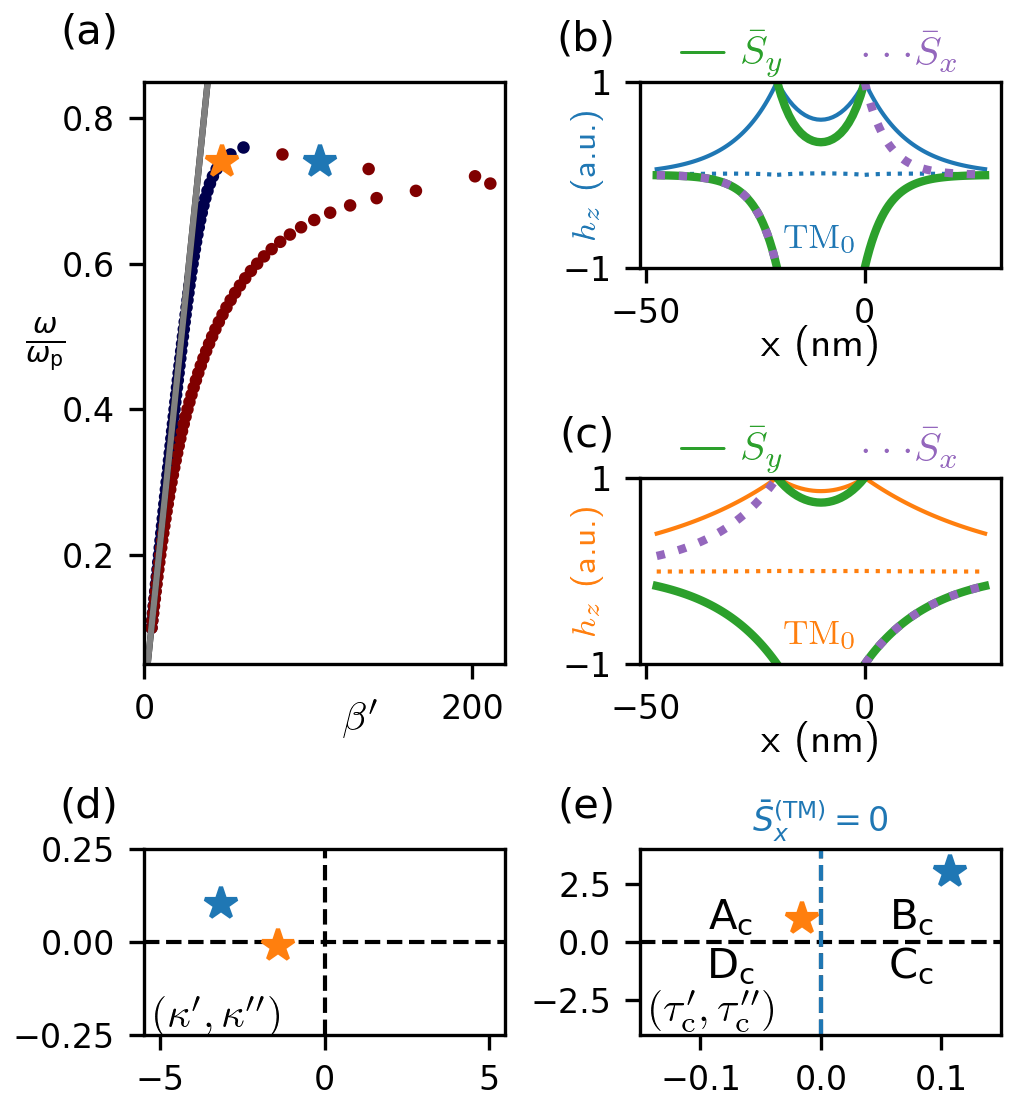 (a)
0.8
0.6
0.4
0.2
ω/ωp
0
200
β′
(b)
S̄y
···S̄x
1
−1
hz (a.u.)
TM0
−50
0
x (nm)
(c)
S̄y
···S̄x
1
−1
hz (a.u.)
TM0
−50
0
x (nm)
(d)
0.25
0.00
−0.25
(κ′, κ′′)
−5
0
5
(e)
S̄x(TM) = 0
2.5
0.0
−2.5
Ac
Bc
Dc
Cc
(τ′c, τ′′c)
−0.1
0.0
0.1